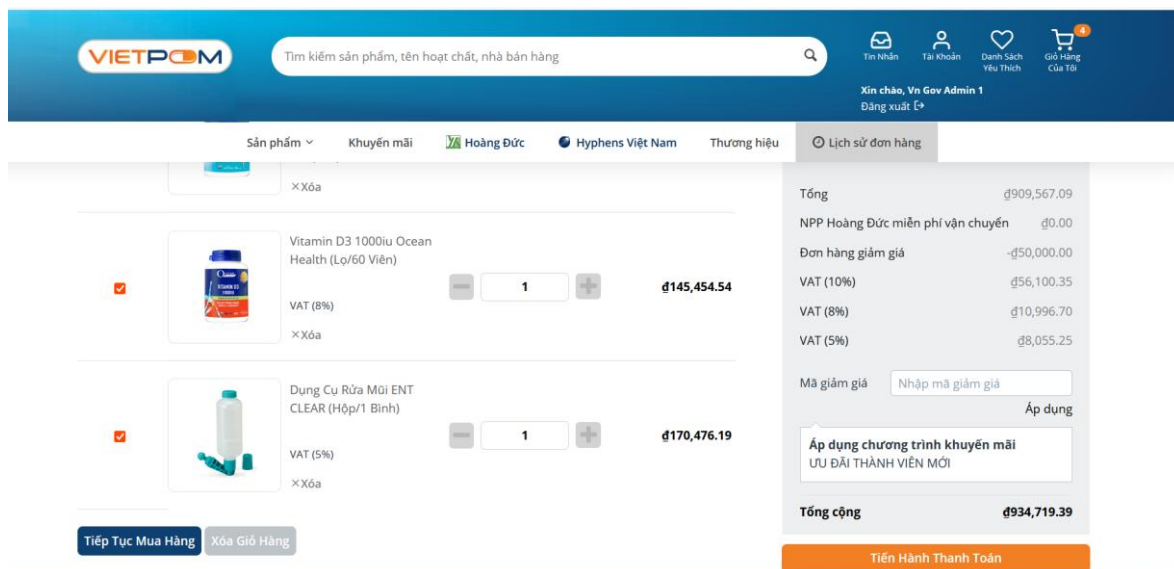 VIETPOM
Tìm kiếm sản phẩm, tên hoạt chất, nhà bán hàng
Tin Nhắn
Tài Khoản
Danh Sách
Yêu Thích
4
Giỏ Hàng
Của Tôi
Xin chào, Vn Gov Admin 1
Đăng xuất
Sản phẩm
Khuyến mãi
Hoàng Đức
Hyphens Việt Nam
Thương hiệu
Lịch sử đơn hàng
×Xóa
Vitamin D3 1000iu Ocean
Health (Lọ/60 Viên)
1
₫145,454.54
VAT (8%)
×Xóa
Dụng Cụ Rửa Mũi ENT
CLEAR (Hộp/1 Bình)
1
₫170,476.19
VAT (5%)
×Xóa
Tiếp Tục Mua Hàng
Xóa Giỏ Hàng
Tổng ₫909,567.09
NPP Hoàng Đức miễn phí vận chuyển ₫0.00
Đơn hàng giảm giá -₫50,000.00
VAT (10%) ₫56,100.35
VAT (8%) ₫10,996.70
VAT (5%) ₫8,055.25
Mã giảm giá Nhập mã giảm giá
Áp dụng
Áp dụng chương trình khuyến mãi
ƯU ĐÃI THÀNH VIÊN MỚI
Tổng cộng ₫934,719.39
Tiến Hành Thanh Toán